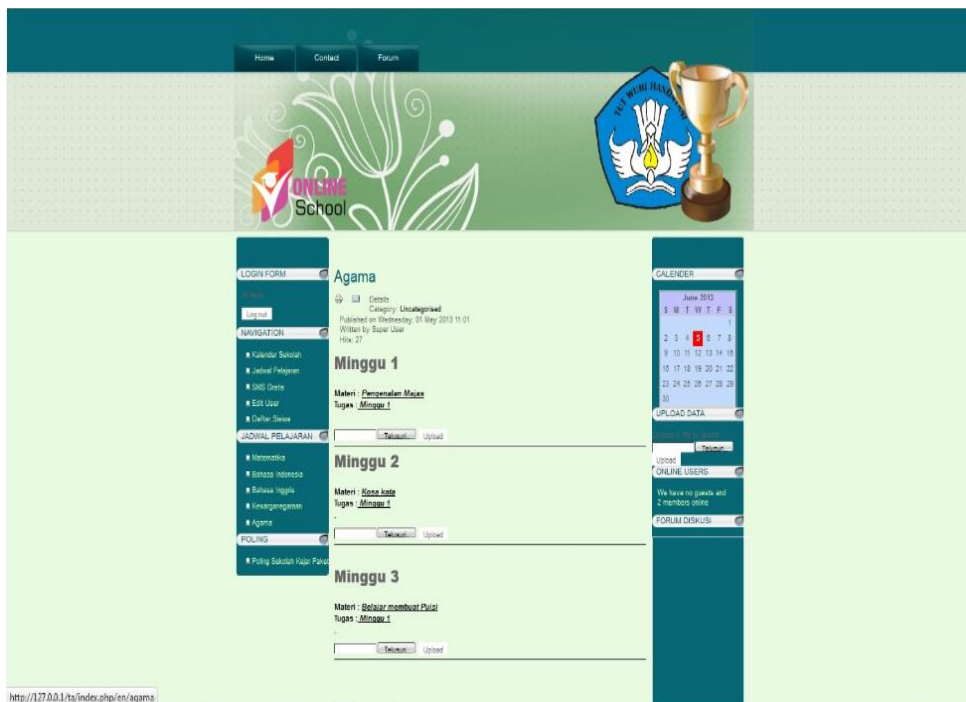 Home Contact Forum
TUT WURI HANDAYANI
ONLINE
School
LOGIN FORM
Log out
NAVIGATION
Kalender Sekolah
Jadwal Pelajaran
SMS Gratis
Edit User
Daftar Siswa
JADWAL PELAJARAN
Matematika
Bahasa Indonesia
Bahasa Inggris
Kewarganegaraan
Agama
POLING
Poling Sekolah Kejar Paket
Agama
Details
Category: Uncategorised
Published on Wednesday, 01 May 2013 11:01
Written by Super User
Hits: 27
Minggu 1
Materi : Pengenalan Majas
Tugas : Minggu 1
Telusuri... Upload
Minggu 2
Materi : Kosa kata
Tugas : Minggu 1
.
Telusuri... Upload
Minggu 3
Materi : Belajar membuat Puisi
Tugas : Minggu 1
.
Telusuri... Upload
CALENDER
June 2013
S M T W T F S
1
2 3 4 5 6 7 8
9 10 11 12 13 14 15
16 17 18 19 20 21 22
23 24 25 26 27 28 29
30
UPLOAD DATA
Telusuri...
Upload
ONLINE USERS
We have no guests and
2 members online
FORUM DISKUSI
http://127.0.0.1/ta/index.php/en/agama